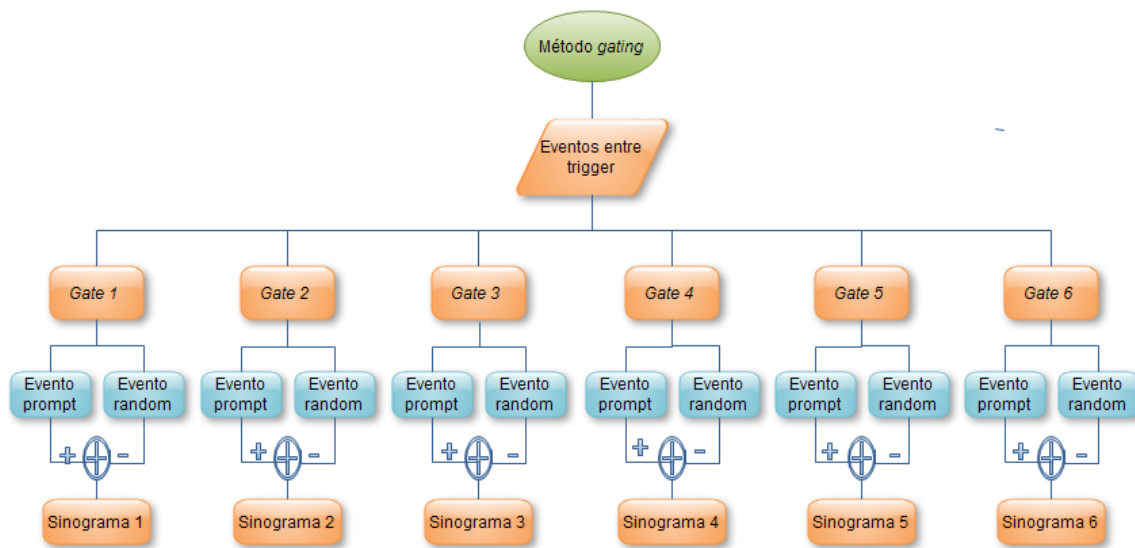 Método gating
Eventos entre
trigger
Gate 1
Gate 2
Gate 3
Gate 4
Gate 5
Gate 6
Evento
prompt
Evento
random
Evento
prompt
Evento
random
Evento
prompt
Evento
random
Evento
prompt
Evento
random
Evento
prompt
Evento
random
Evento
prompt
Evento
random
+ -
+ -
+ -
+ -
+ -
+ -
Sinograma 1
Sinograma 2
Sinograma 3
Sinograma 4
Sinograma 5
Sinograma 6